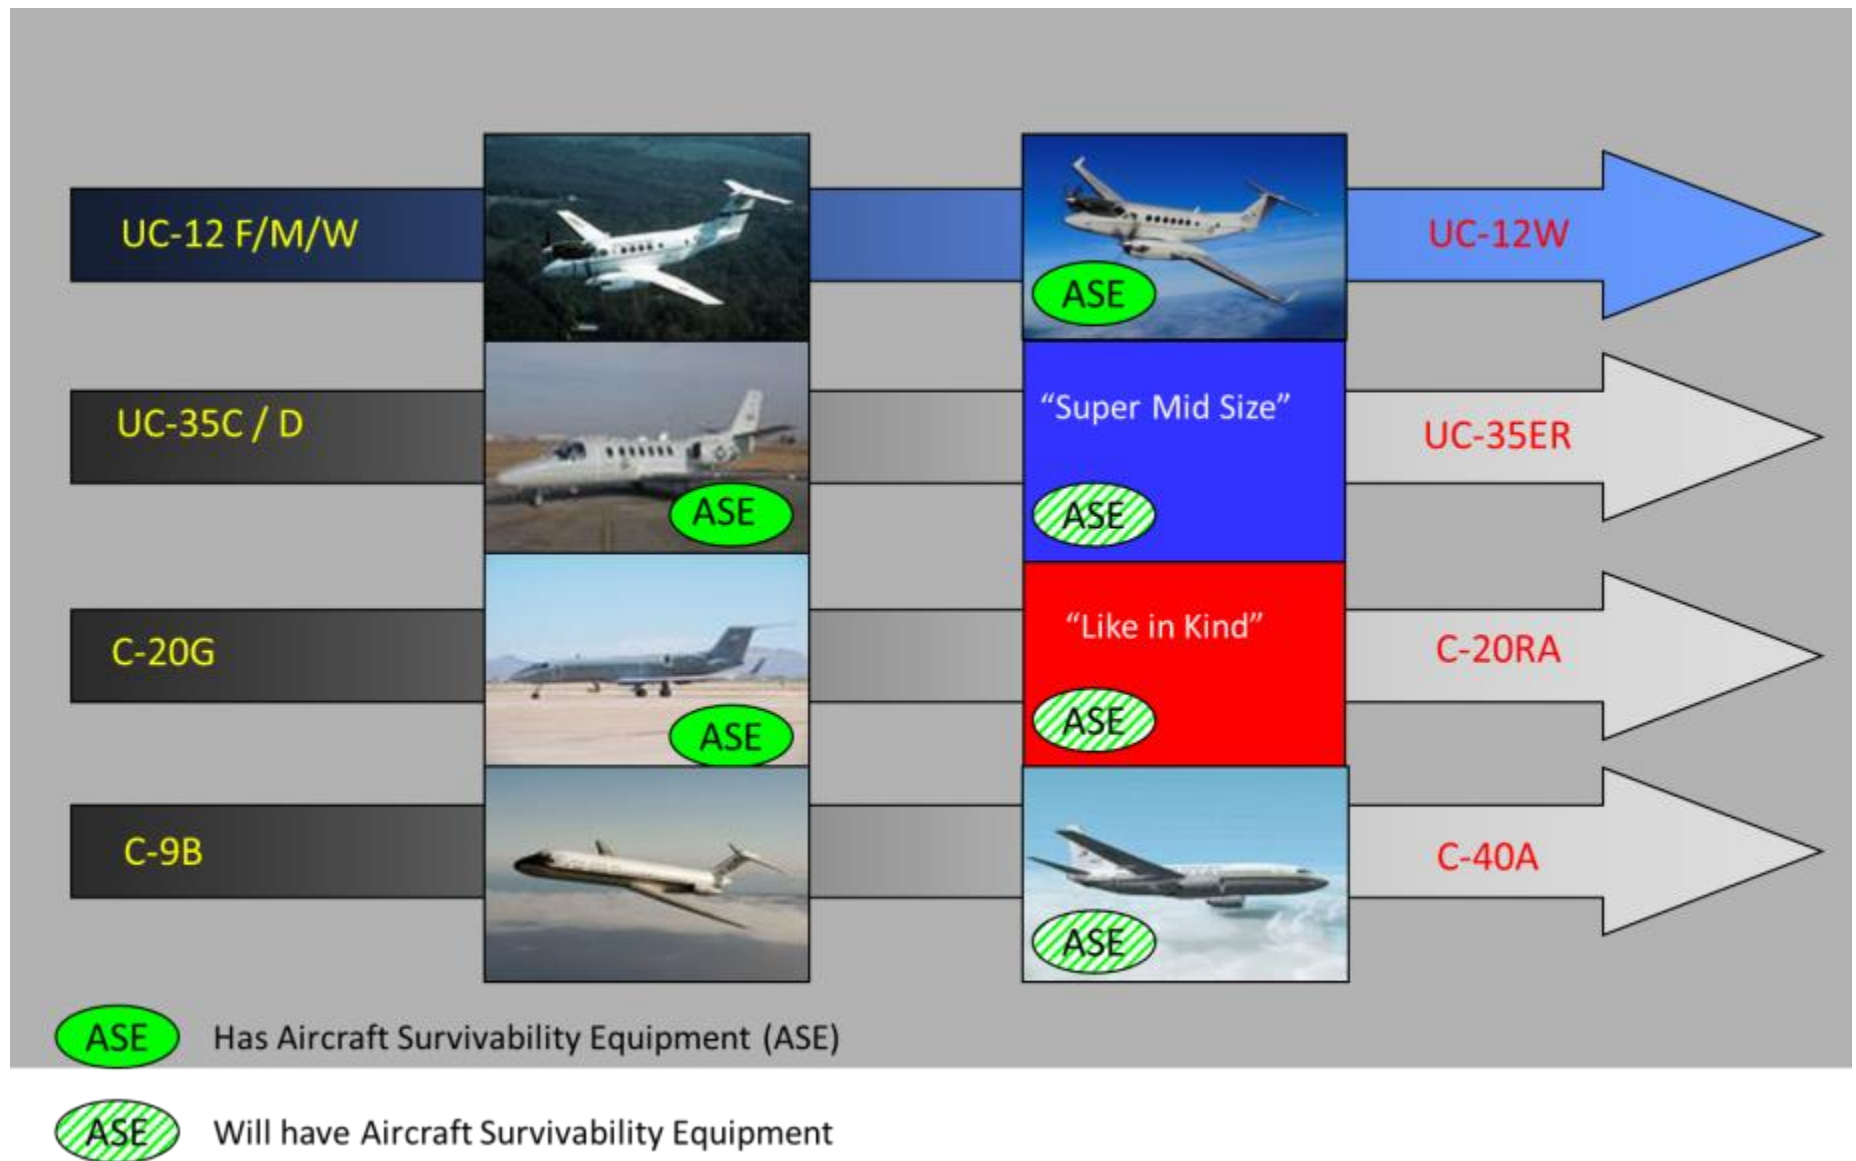 UC-12 F/M/W
ASE
UC-12W
UC-35C / D
ASE
“Super Mid Size”
ASE
UC-35ER
C-20G
ASE
“Like in Kind”
ASE
C-20RA
C-9B
ASE
C-40A
ASE Has Aircraft Survivability Equipment (ASE)
ASE Will have Aircraft Survivability Equipment